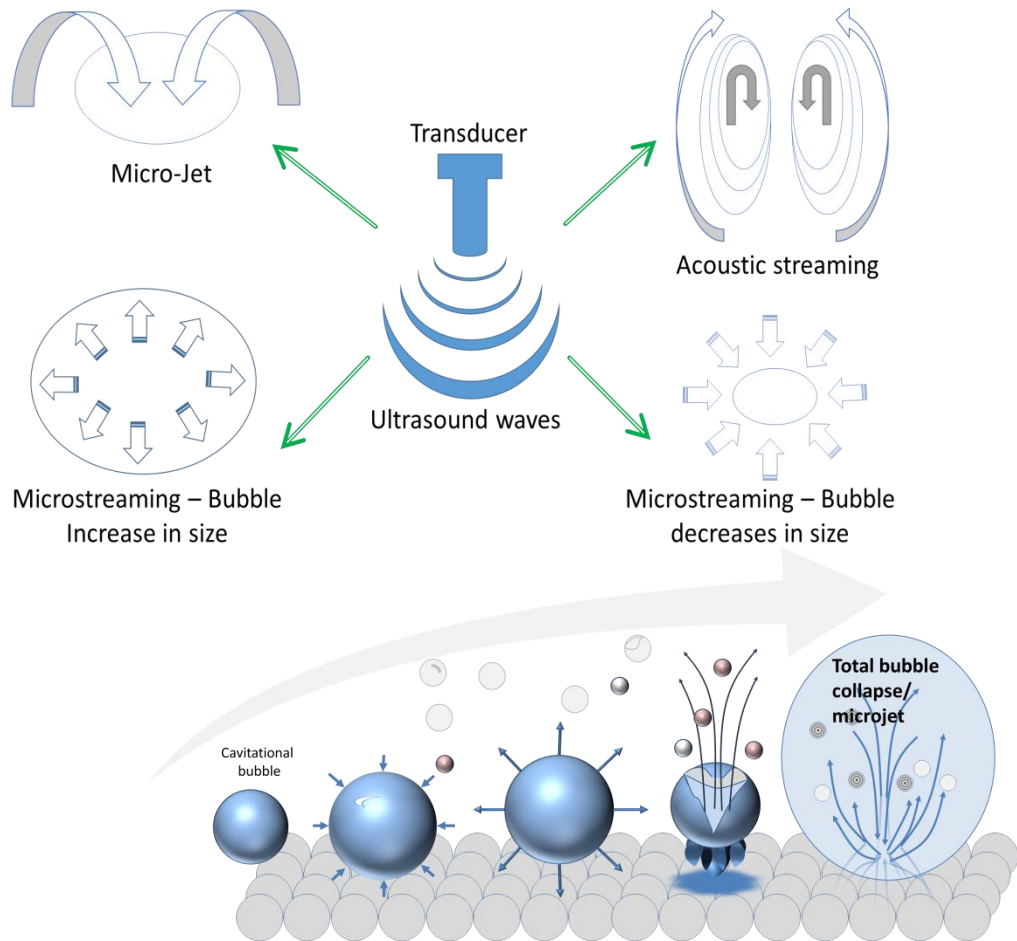 Transducer
Micro-Jet
Acoustic streaming
Ultrasound waves
Microstreaming – Bubble
Increase in size
Microstreaming – Bubble
decreases in size
Cavitational
bubble
Total bubble
collapse/
microjet